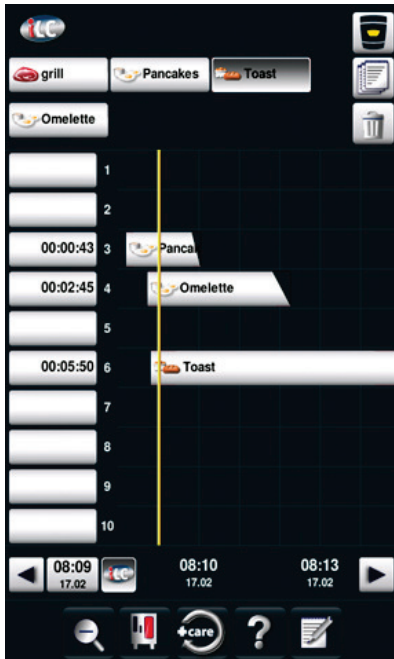 iLC
grill Pancakes Toast
Omelette
1
2
00:00:43 3 Pancak
00:02:45 4 Omelette
5
00:05:50 6 Toast
7
8
9
10
08:09 iLC 08:10 08:13
17.02 17.02 17.02
+care ?